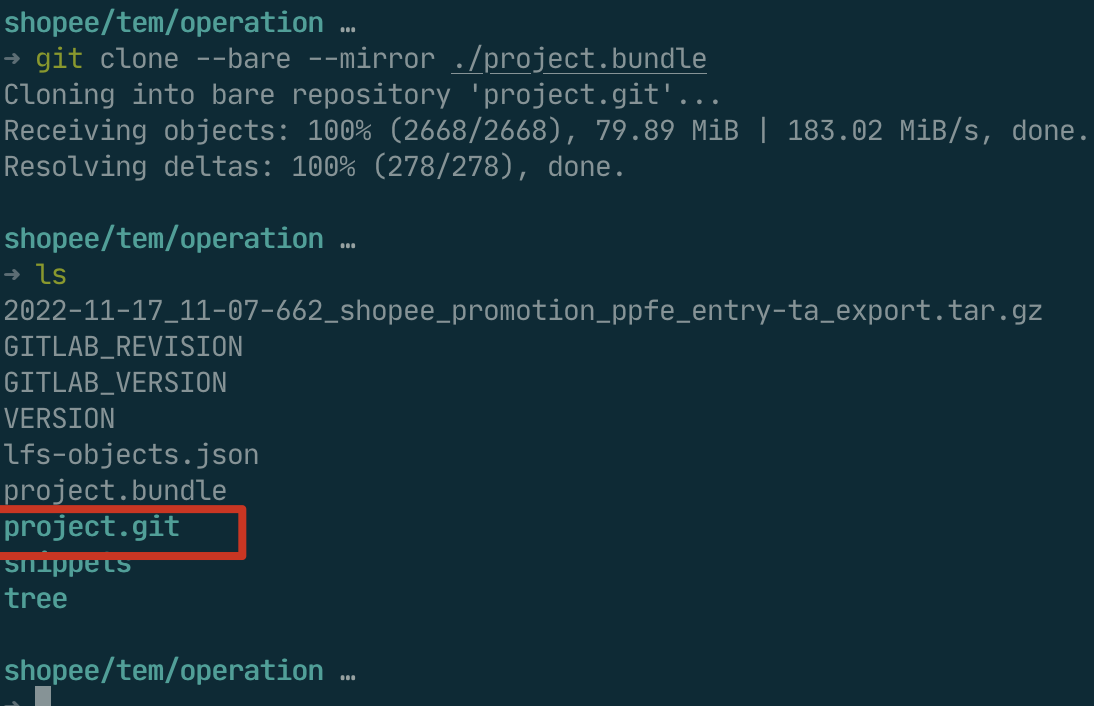 shopee/tem/operation …
→ git clone --bare --mirror ./project.bundle
Cloning into bare repository 'project.git'...
Receiving objects: 100% (2668/2668), 79.89 MiB | 183.02 MiB/s, done.
Resolving deltas: 100% (278/278), done.
shopee/tem/operation …
→ ls
2022-11-17_11-07-662_shopee_promotion_ppfe_entry-ta_export.tar.gz
GITLAB_REVISION
GITLAB_VERSION
VERSION
lfs-objects.json
project.bundle
project.git
snippets
tree
shopee/tem/operation …
→